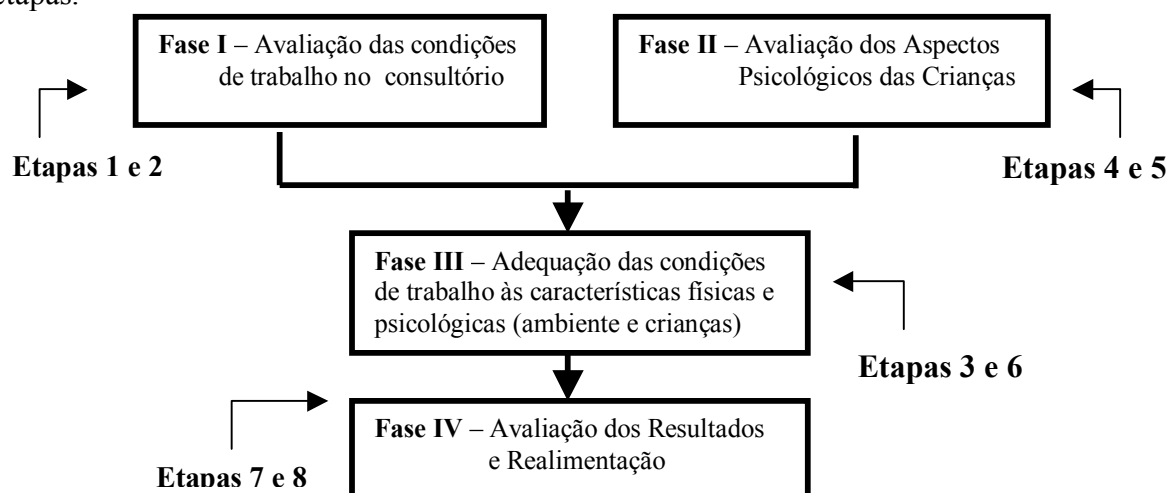 etapas.
Fase I – Avaliação das condições
de trabalho no consultório
Fase II – Avaliação dos Aspectos
Psicológicos das Crianças
Etapas 1 e 2
Etapas 4 e 5
Fase III – Adequação das condições
de trabalho às características físicas e
psicológicas (ambiente e crianças)
Etapas 3 e 6
Fase IV – Avaliação dos Resultados
e Realimentação
Etapas 7 e 8